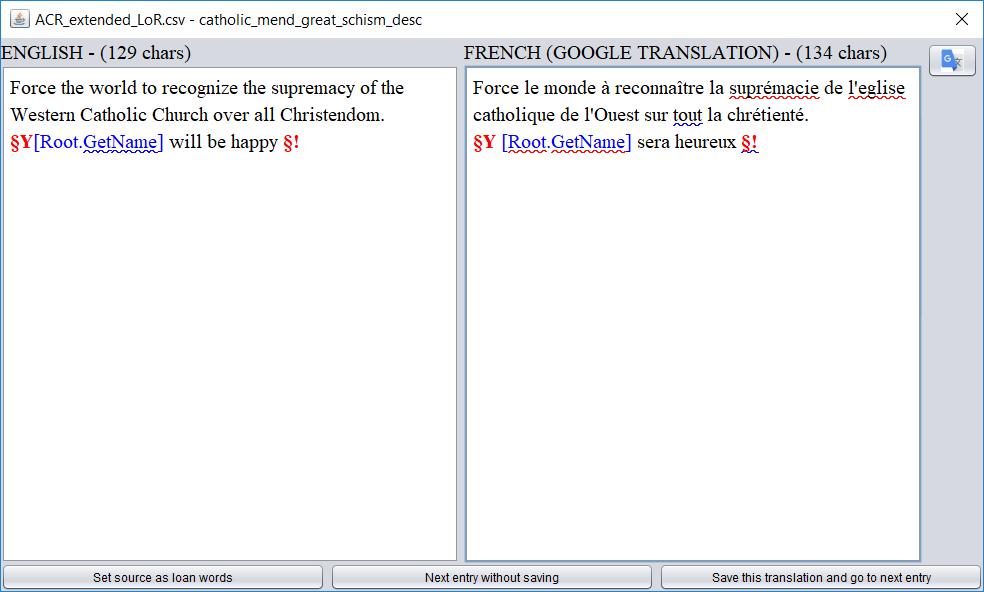 ACR_extended_LoR.csv - catholic_mend_great_schism_desc
ENGLISH - (129 chars)
Force the world to recognize the supremacy of the
Western Catholic Church over all Christendom.
§Y[Root.GetName] will be happy §!
FRENCH (GOOGLE TRANSLATION) - (134 chars)
Force le monde à reconnaître la suprémacie de l'eglise
catholique de l'Ouest sur tout la chrétienté.
§Y [Root.GetName] sera heureux §!
G 文
Set source as loan words
Next entry without saving
Save this translation and go to next entry